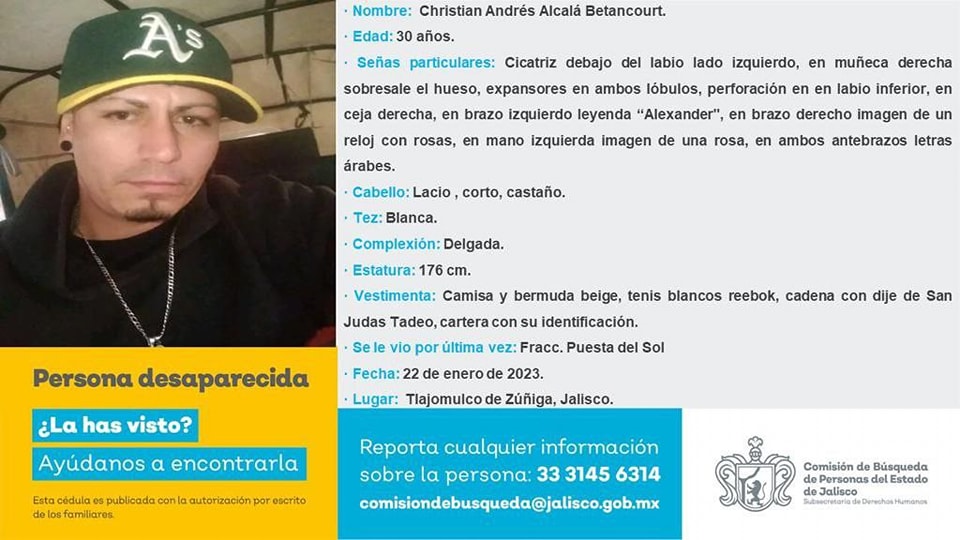 A's
· Nombre: Christian Andrés Alcalá Betancourt.
· Edad: 30 años.
· Señas particulares: Cicatriz debajo del labio lado izquierdo, en muñeca derecha
sobresale el hueso, expansores en ambos lóbulos, perforación en en labio inferior, en
ceja derecha, en brazo izquierdo leyenda “Alexander", en brazo derecho imagen de un
reloj con rosas, en mano izquierda imagen de una rosa, en ambos antebrazos letras
árabes.
· Cabello: Lacio , corto, castaño.
· Tez: Blanca.
· Complexión: Delgada.
· Estatura: 176 cm.
· Vestimenta: Camisa y bermuda beige, tenis blancos reebok, cadena con dije de San
Judas Tadeo, cartera con su identificación.
· Se le vio por última vez: Fracc. Puesta del Sol
· Fecha: 22 de enero de 2023.
· Lugar: Tlajomulco de Zúñiga, Jalisco.
Persona desaparecida
¿La has visto?
Ayúdanos a encontrarla
Esta cédula es publicada con la autorización por escrito
de los familiares.
Reporta cualquier información
sobre la persona: 33 3145 6314
comisiondebusqueda@jalisco.gob.mx
Comisión de Búsqueda
de Personas del Estado
de Jalisco
Subsecretaría de Derechos Humanos